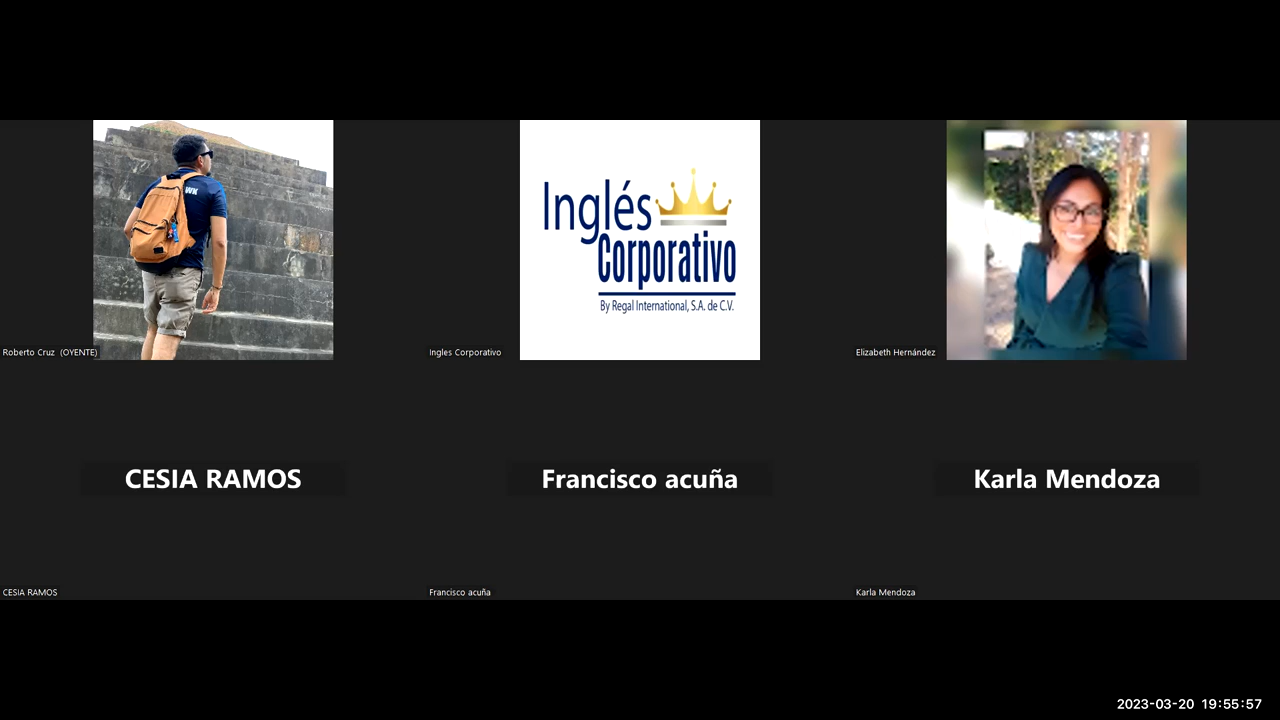 WK
Inglés
Corporativo
By Regal International, S.A. de C.V.
Roberto Cruz (OYENTE)
Ingles Corporativo
Elizabeth Hernández
CESIA RAMOS
Francisco acuña
Karla Mendoza
CESIA RAMOS
Francisco acuña
Karla Mendoza
2023-03-20 19:55:57